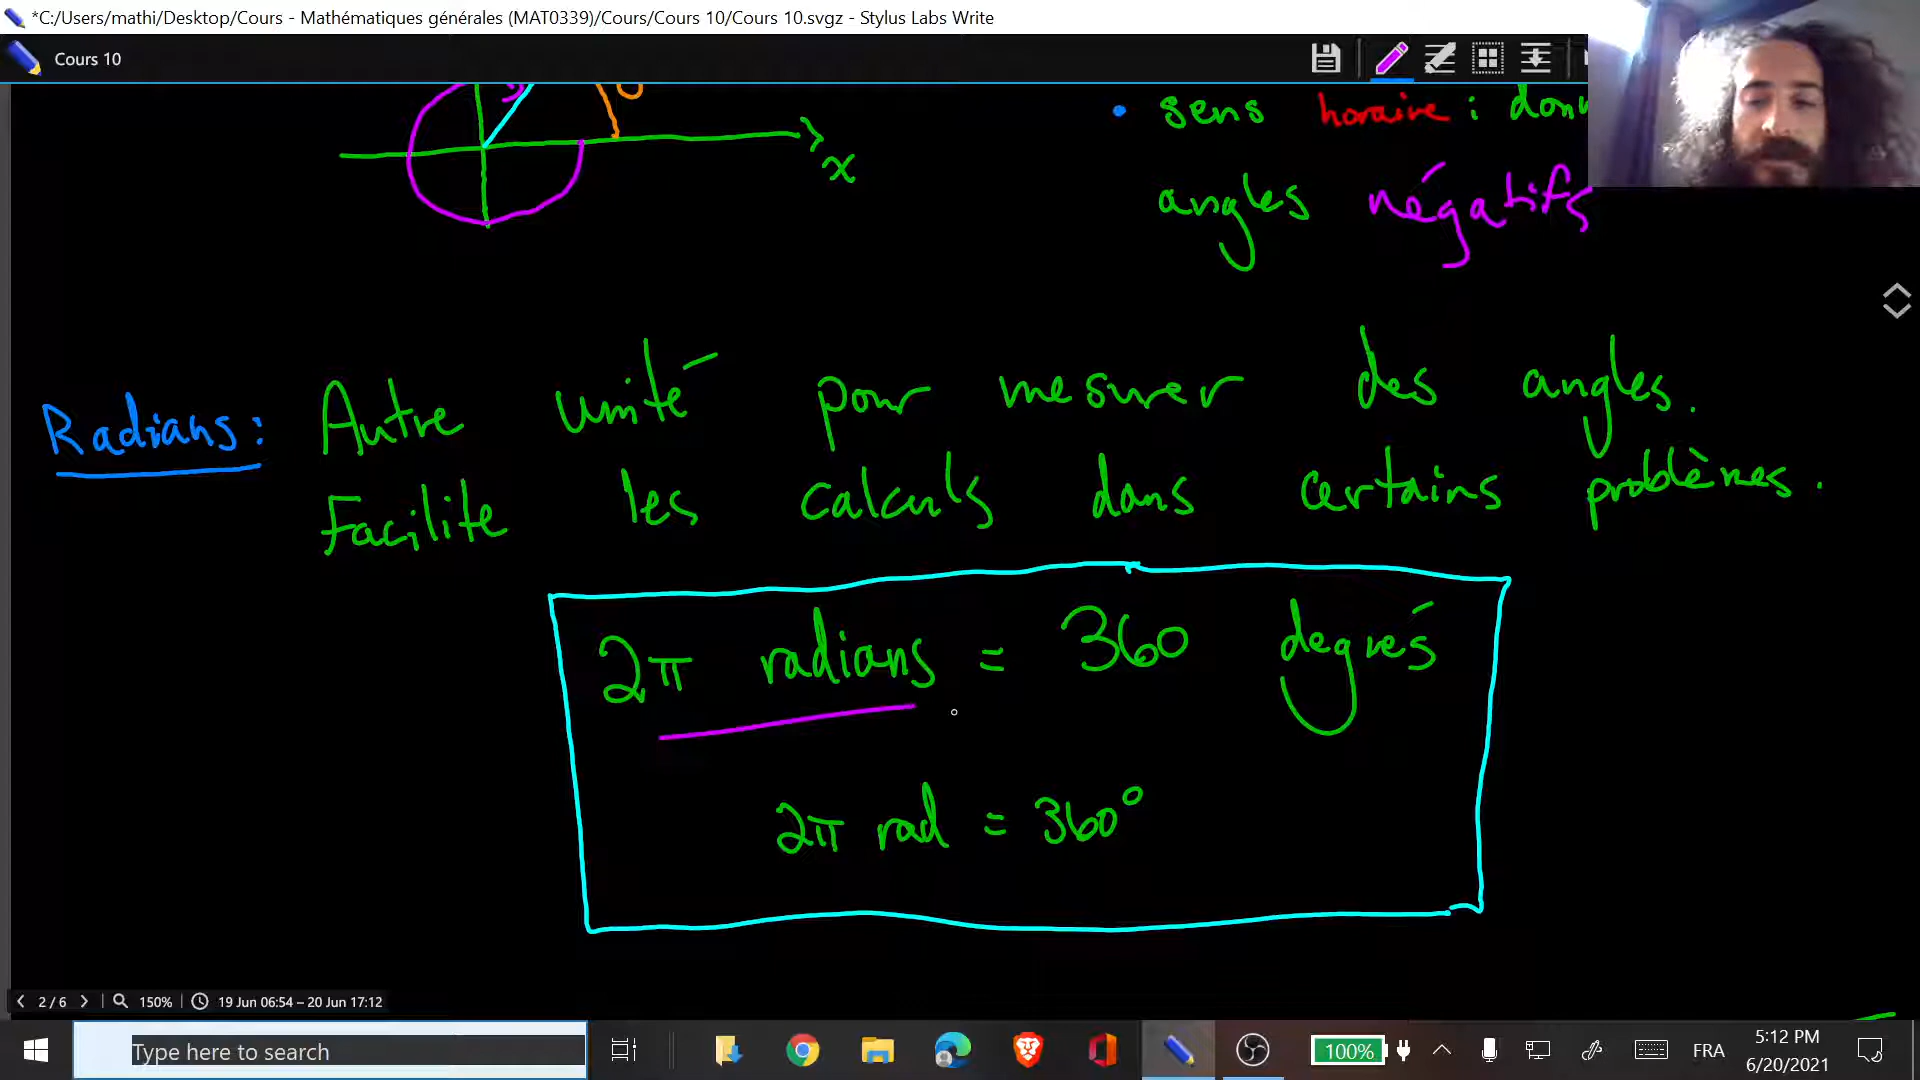 *C:/Users/mathi/Desktop/Cours - Mathématiques générales (MAT0339)/Cours/Cours 10/Cours 10.svgz - Stylus Labs Write
Cours 10
x
• sens horaire : donn
angles négatifs
Radians: Autre unité pour mesurer des angles.
Facilite les calculs dans certains problèmes.
2π radians = 360 degrés
2π rad = 360°
2 / 6 150% 19 Jun 06:54 – 20 Jun 17:12
Type here to search
100% FRA 5:12 PM
6/20/2021